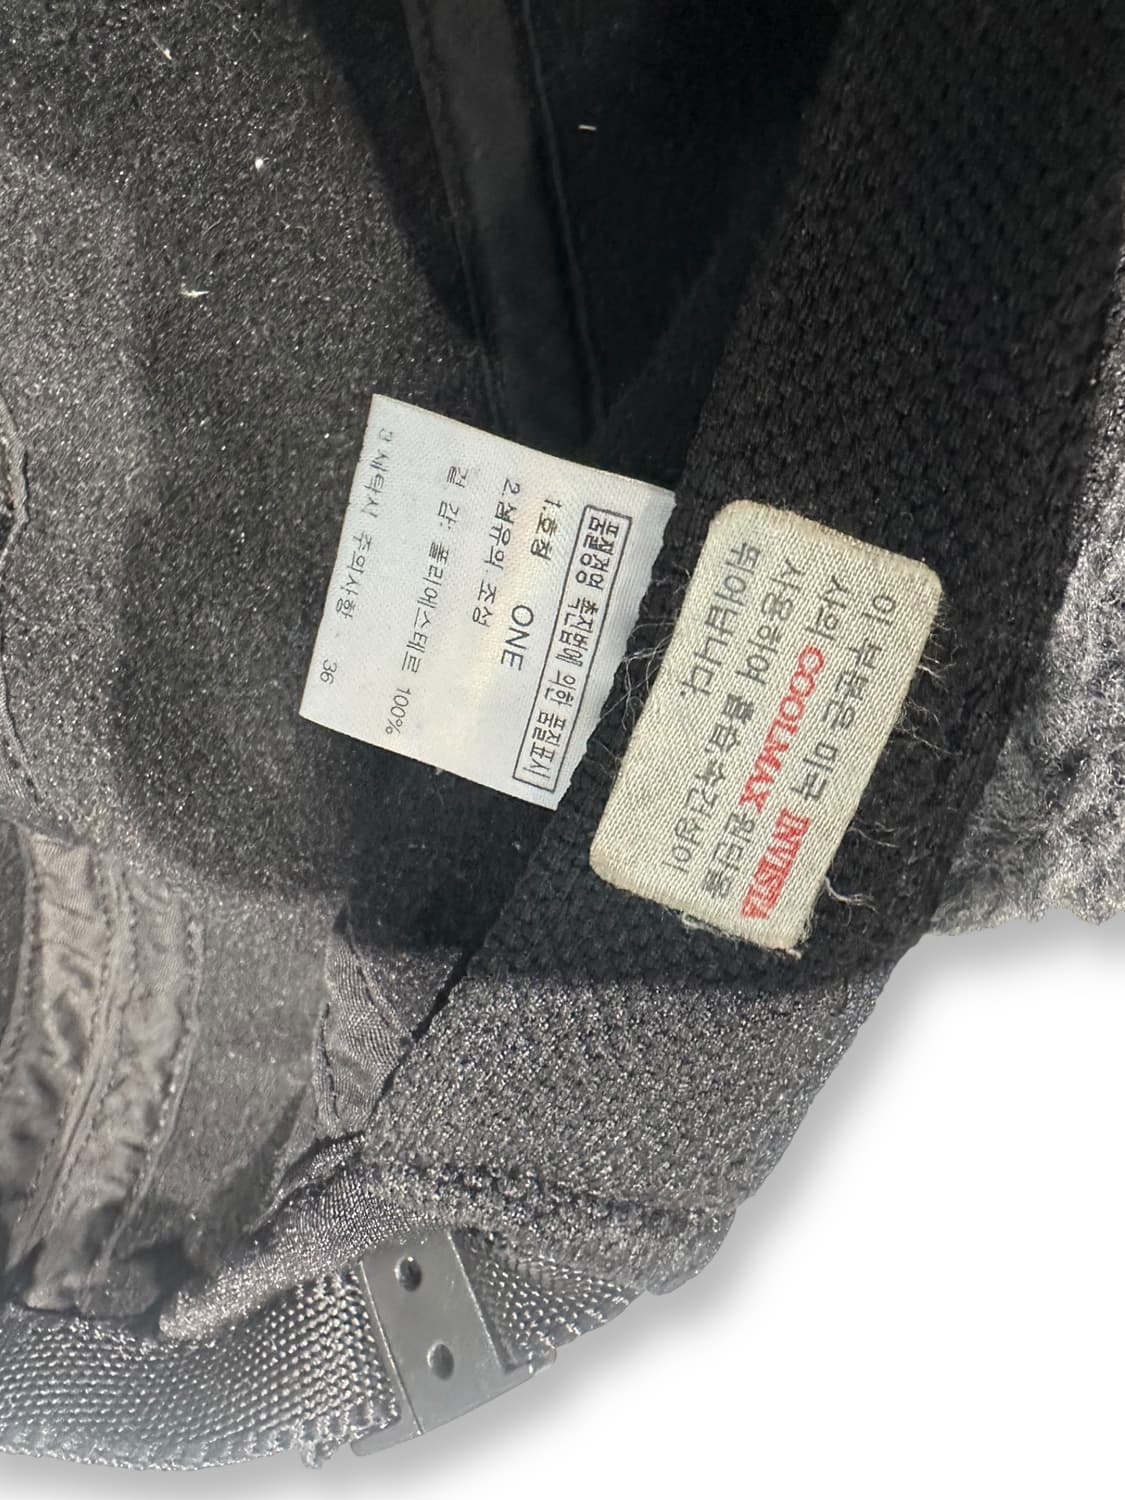 품질경영 촉진법에 의한 품질표시
1.호칭 ONE
2.섬유의 조성
겉 감: 폴리에스테르 100%
세탁시 주의사항 . 36
이 부분은 미국 INVISTA
사의 COOLMAX 원단을
사용하여 흡습,속건성이
뛰어납니다.